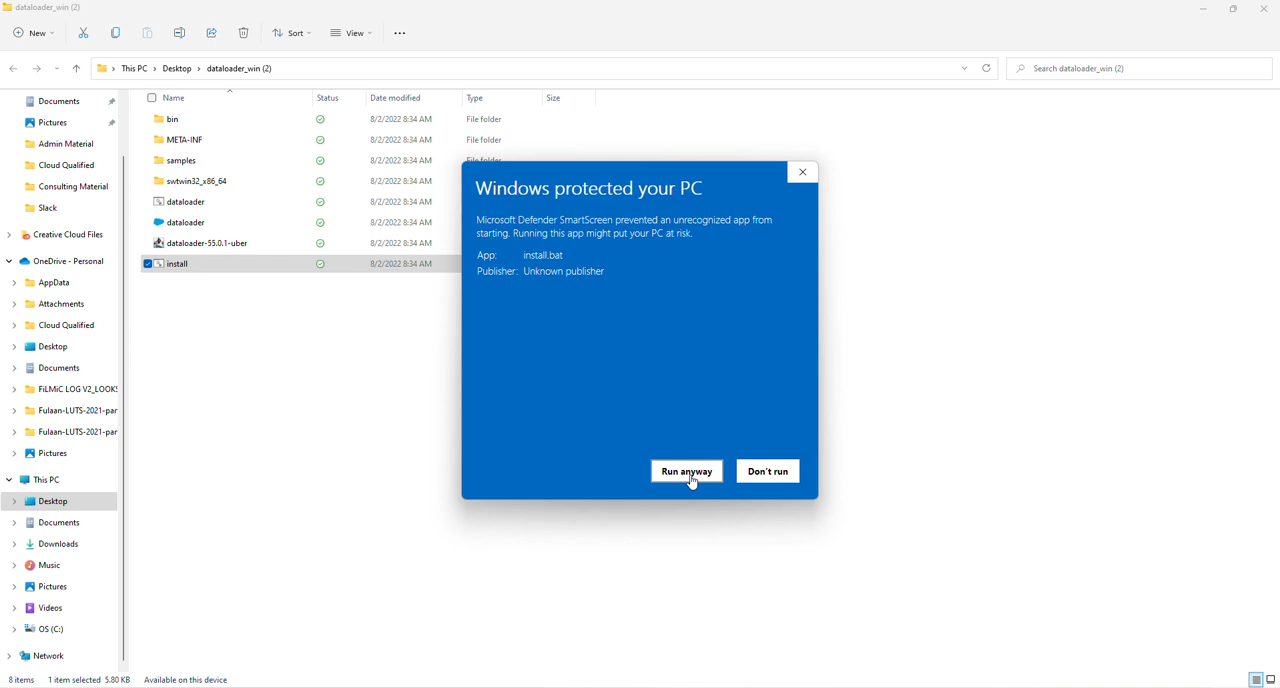 dataloader_win (2)
New
Sort
View
This PC > Desktop > dataloader_win (2)
Search dataloader_win (2)
Documents
Pictures
Admin Material
Cloud Qualified
Consulting Material
Slack
Creative Cloud Files
OneDrive - Personal
AppData
Attachments
Cloud Qualified
Desktop
Documents
FiLMiC LOG V2_LOOKS
Fulaan-LUTS-2021-par
Fulaan-LUTS-2021-par
Pictures
This PC
Desktop
Documents
Downloads
Music
Pictures
Videos
OS (C:)
Network
Name Status Date modified Type Size
bin 8/2/2022 8:34 AM File folder
META-INF 8/2/2022 8:34 AM File folder
samples 8/2/2022 8:34 AM File folder
swtwin32_x86_64 8/2/2022 8:34 AM
dataloader 8/2/2022 8:34 AM
dataloader 8/2/2022 8:34 AM
dataloader-55.0.1-uber 8/2/2022 8:34 AM
install 8/2/2022 8:34 AM
Windows protected your PC
Microsoft Defender SmartScreen prevented an unrecognized app from
starting. Running this app might put your PC at risk.
App: install.bat
Publisher: Unknown publisher
Run anyway Don't run
8 items 1 item selected 5.80 KB Available on this device